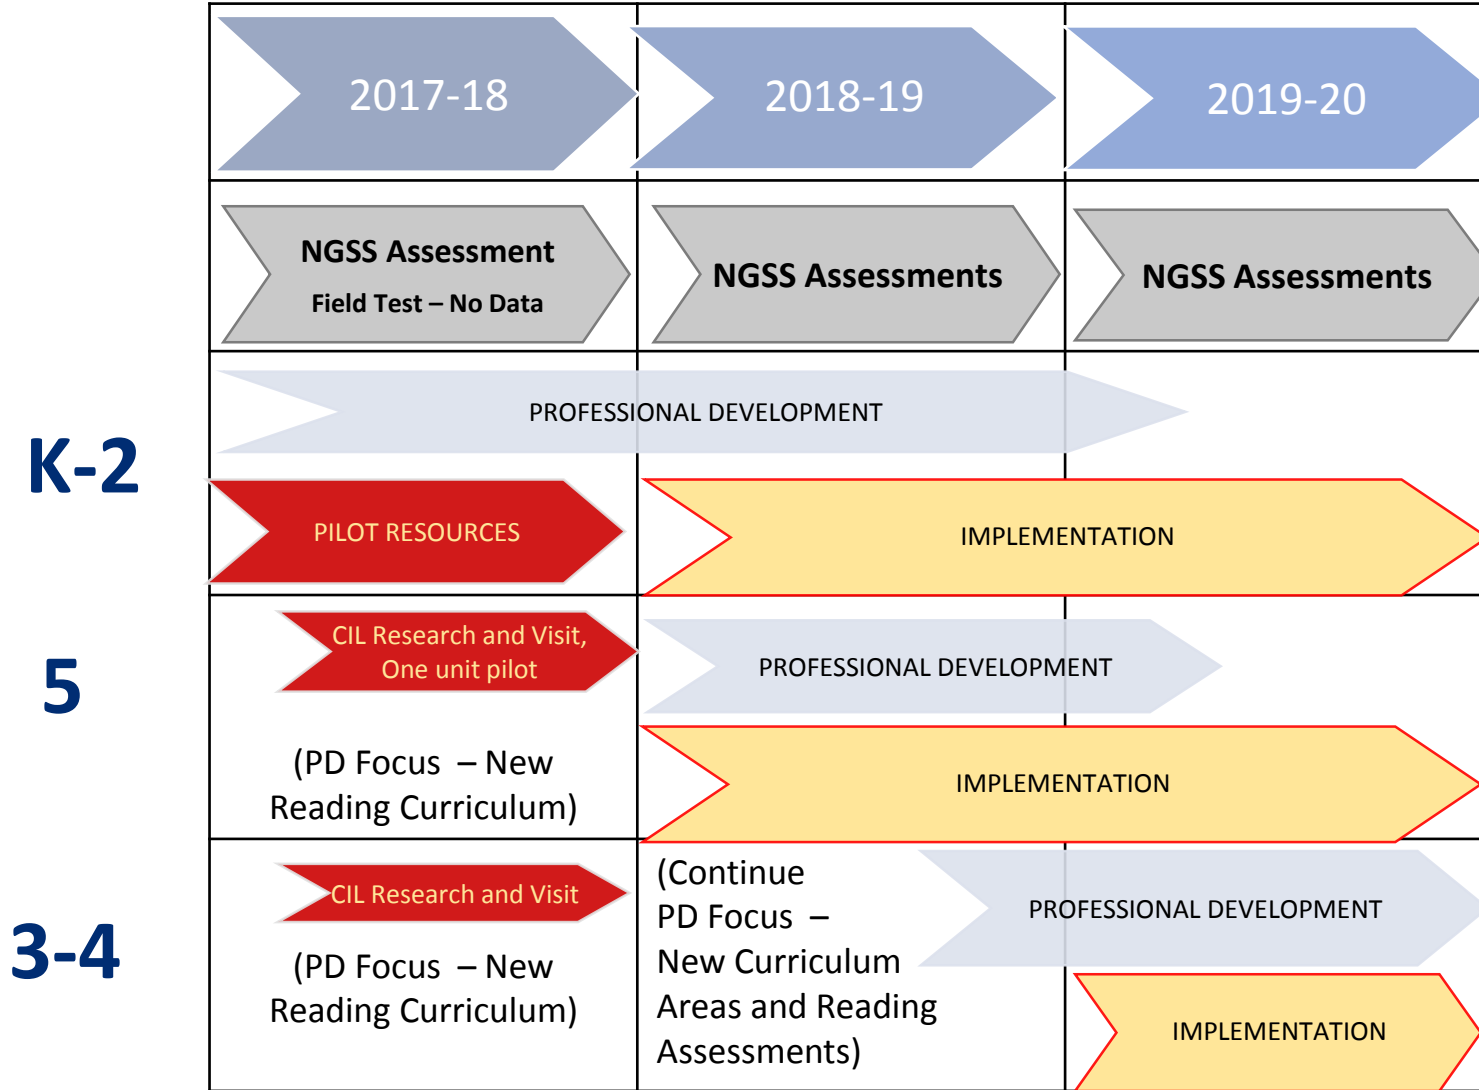 2017-18
2018-19
2019-20
NGSS Assessment
Field Test – No Data
NGSS Assessments
NGSS Assessments
K-2
PROFESSIONAL DEVELOPMENT
PILOT RESOURCES
IMPLEMENTATION
5
CIL Research and Visit,
One unit pilot
(PD Focus – New
Reading Curriculum)
PROFESSIONAL DEVELOPMENT
IMPLEMENTATION
3-4
CIL Research and Visit
(PD Focus – New
Reading Curriculum)
(Continue
PD Focus –
New Curriculum
Areas and Reading
Assessments)
PROFESSIONAL DEVELOPMENT
IMPLEMENTATION